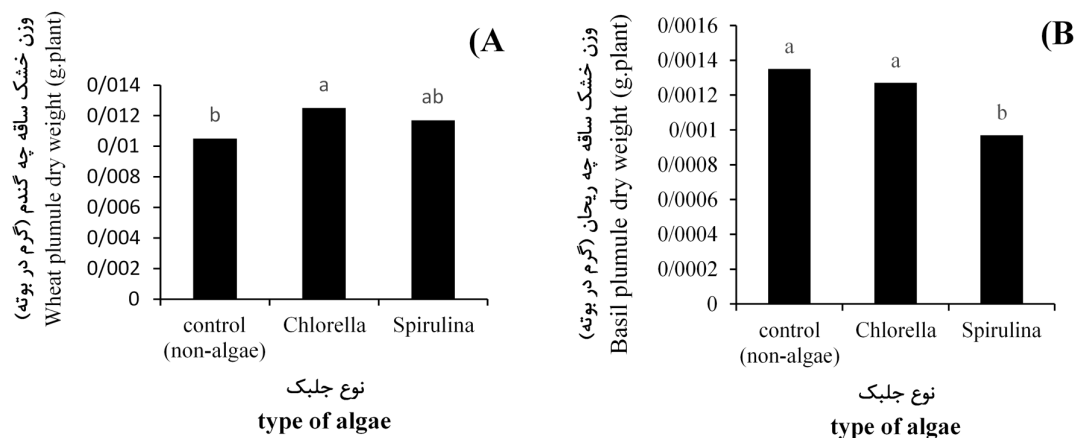 (A
وزن خشک ساقه چه گندم (گرم در بوته)
Wheat plumule dry weight (g.plant)
0/014
0/012
0/01
0/008
0/006
0/004
0/002
0
b
a
ab
control
(non-algae)
Chlorella
Spirulina
نوع جلبک
type of algae
(B
وزن خشک ساقه چه ریحان (گرم در بوته)
Basil plumule dry weight (g.plant)
0/0016
0/0014
0/0012
0/001
0/0008
0/0006
0/0004
0/0002
0
a
a
b
control
(non-algae)
Chlorella
Spirulina
نوع جلبک
type of algae